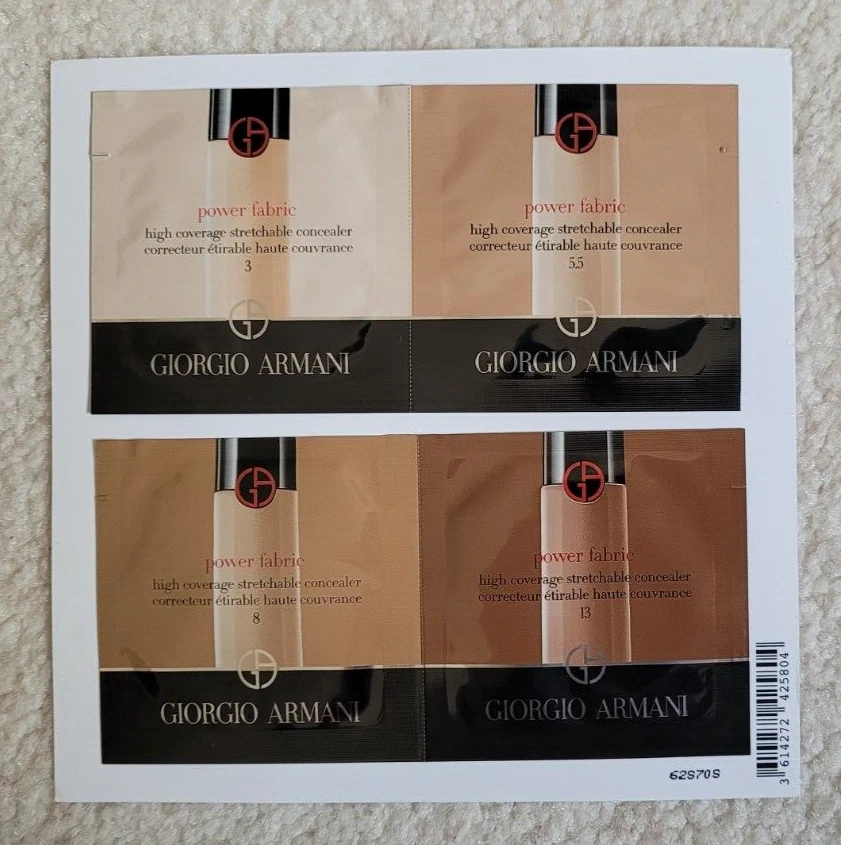 power fabric
high coverage stretchable concealer
correcteur étirable haute couvrance
3
GIORGIO ARMANI
power fabric
high coverage stretchable concealer
correcteur étirable haute couvrance
5.5
GIORGIO ARMANI
power fabric
high coverage stretchable concealer
correcteur étirable haute couvrance
8
GIORGIO ARMANI
power fabric
high coverage stretchable concealer
correcteur étirable haute couvrance
13
GIORGIO ARMANI
62S70S
3 614272 425804